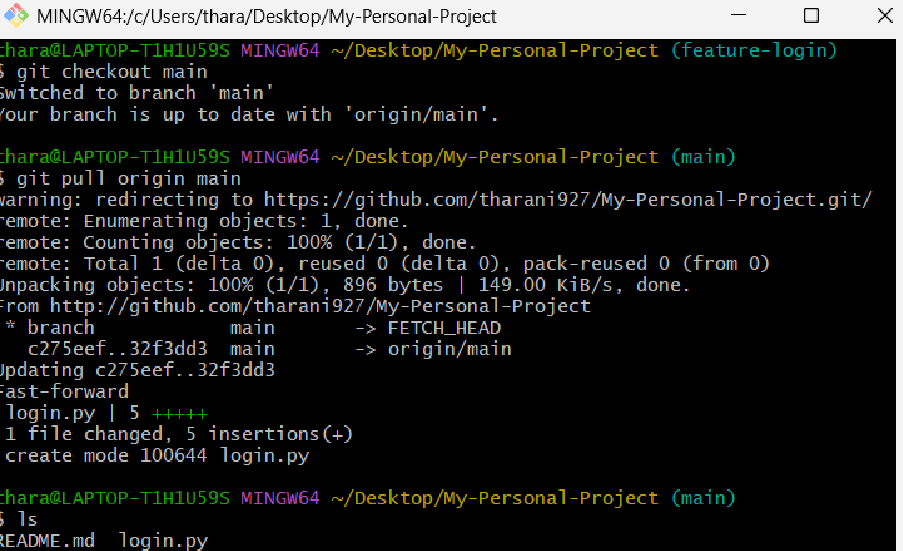 MINGW64:/c/Users/thara/Desktop/My-Personal-Project
thara@LAPTOP-T1H1U59S MINGW64 ~/Desktop/My-Personal-Project (feature-login)
$ git checkout main
Switched to branch 'main'
Your branch is up to date with 'origin/main'.
thara@LAPTOP-T1H1U59S MINGW64 ~/Desktop/My-Personal-Project (main)
$ git pull origin main
warning: redirecting to https://github.com/tharani927/My-Personal-Project.git/
remote: Enumerating objects: 1, done.
remote: Counting objects: 100% (1/1), done.
remote: Total 1 (delta 0), reused 0 (delta 0), pack-reused 0 (from 0)
Unpacking objects: 100% (1/1), 896 bytes | 149.00 KiB/s, done.
From http://github.com/tharani927/My-Personal-Project
 * branch            main       -> FETCH_HEAD
   c275eef..32f3dd3  main       -> origin/main
Updating c275eef..32f3dd3
Fast-forward
 login.py | 5 +++++
 1 file changed, 5 insertions(+)
 create mode 100644 login.py
thara@LAPTOP-T1H1U59S MINGW64 ~/Desktop/My-Personal-Project (main)
$ ls
README.md  login.py